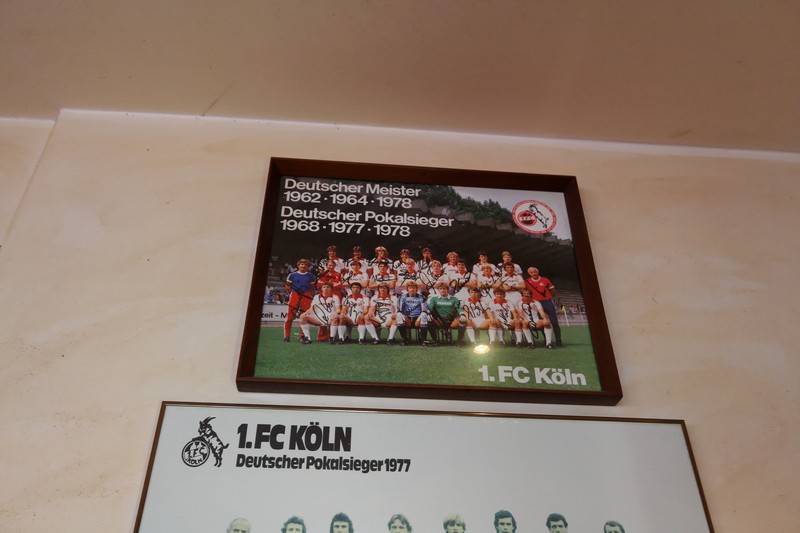 Deutscher Meister
1962 · 1964 · 1978
Deutscher Pokalsieger
1968 · 1977 · 1978
1. FC Köln
1. FC KÖLN
Deutscher Pokalsieger 1977